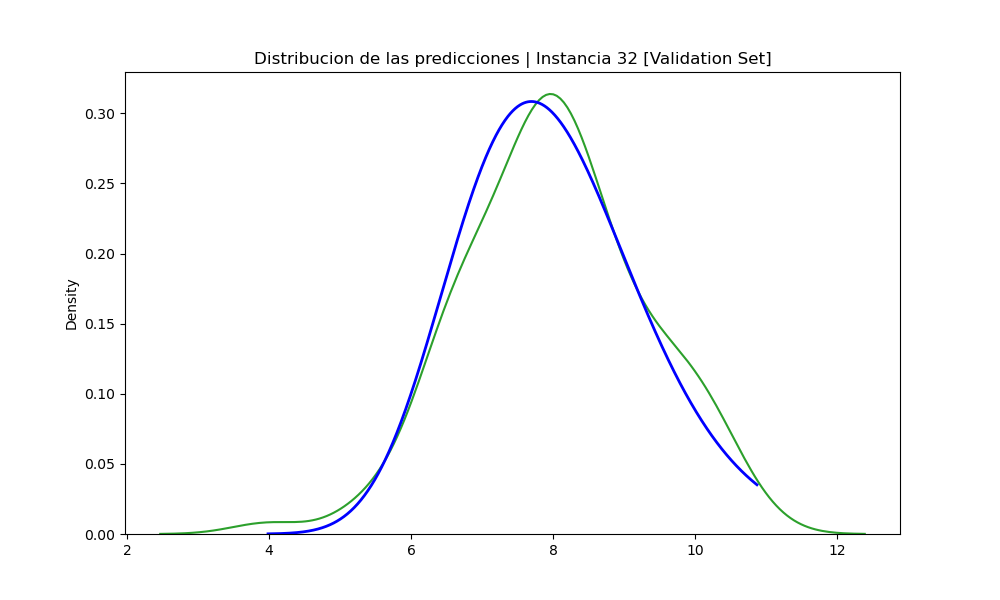 Distribucion de las predicciones | Instancia 32 [Validation Set]
0.30
0.25
0.20
0.15
0.10
0.05
0.00
Density
2 4 6 8 10 12